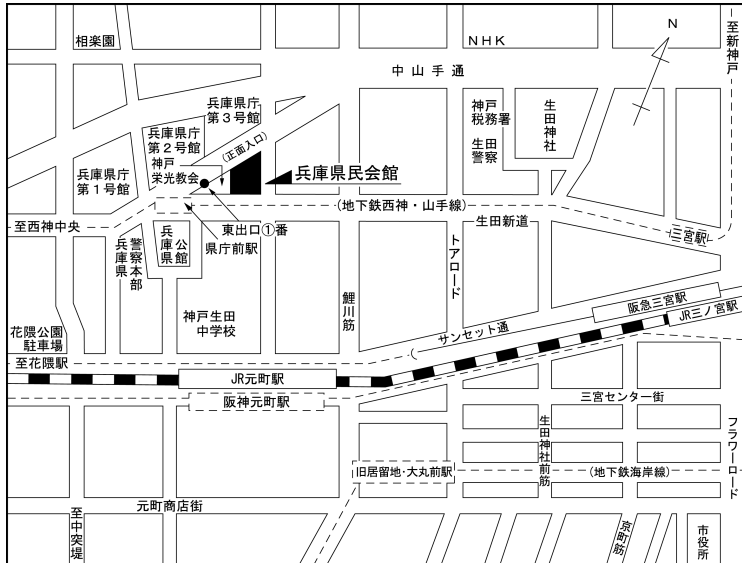 相楽園
NHK
N
至新神戸
中山手通
兵庫県庁
第3号館
兵庫県庁
第2号館
(正面入口)
神戸
税務署
生田
警察
生田神社
兵庫県庁
第1号館
神戸
栄光教会
兵庫県民会館
(地下鉄西神・山手線)
至西神中央
東出口①番
県庁前駅
生田新道
三宮駅
兵庫県
警察本部
兵庫県
公館
トアロード
鯉川筋
神戸生田
中学校
花隈公園
駐車場
至花隈駅
サンセット通
阪急三宮駅
JR三ノ宮駅
JR元町駅
阪神元町駅
三宮センター街
生田神社前筋
フラワーロード
旧居留地・大丸前駅
(地下鉄海岸線)
元町商店街
至中突堤
京町筋
市役所